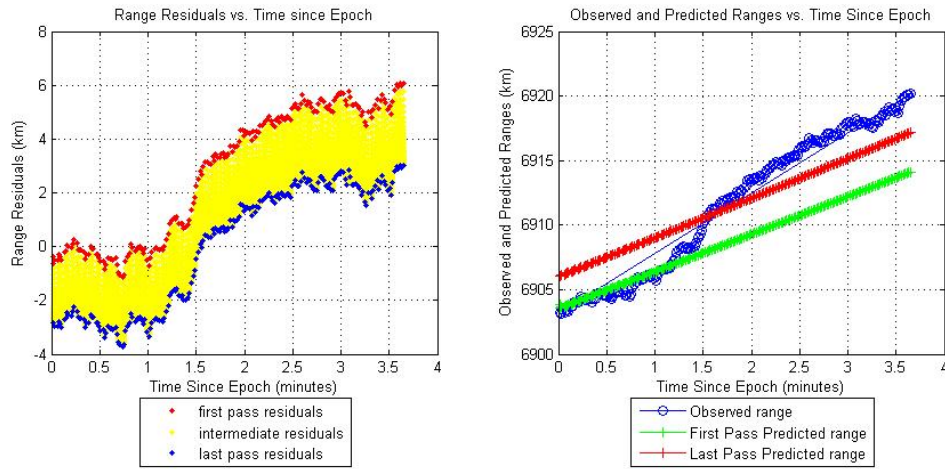 Range Residuals vs. Time since Epoch
Range Residuals (km)
8
6
4
2
0
-2
-4
0
0.5
1
1.5
2
2.5
3
3.5
4
Time Since Epoch (minutes)
first pass residuals
intermediate residuals
last pass residuals
Observed and Predicted Ranges vs. Time Since Epoch
Observed and Predicted Ranges (km)
6925
6920
6915
6910
6905
6900
0
0.5
1
1.5
2
2.5
3
3.5
4
Time Since Epoch (minutes)
Observed range
First Pass Predicted range
Last Pass Predicted range